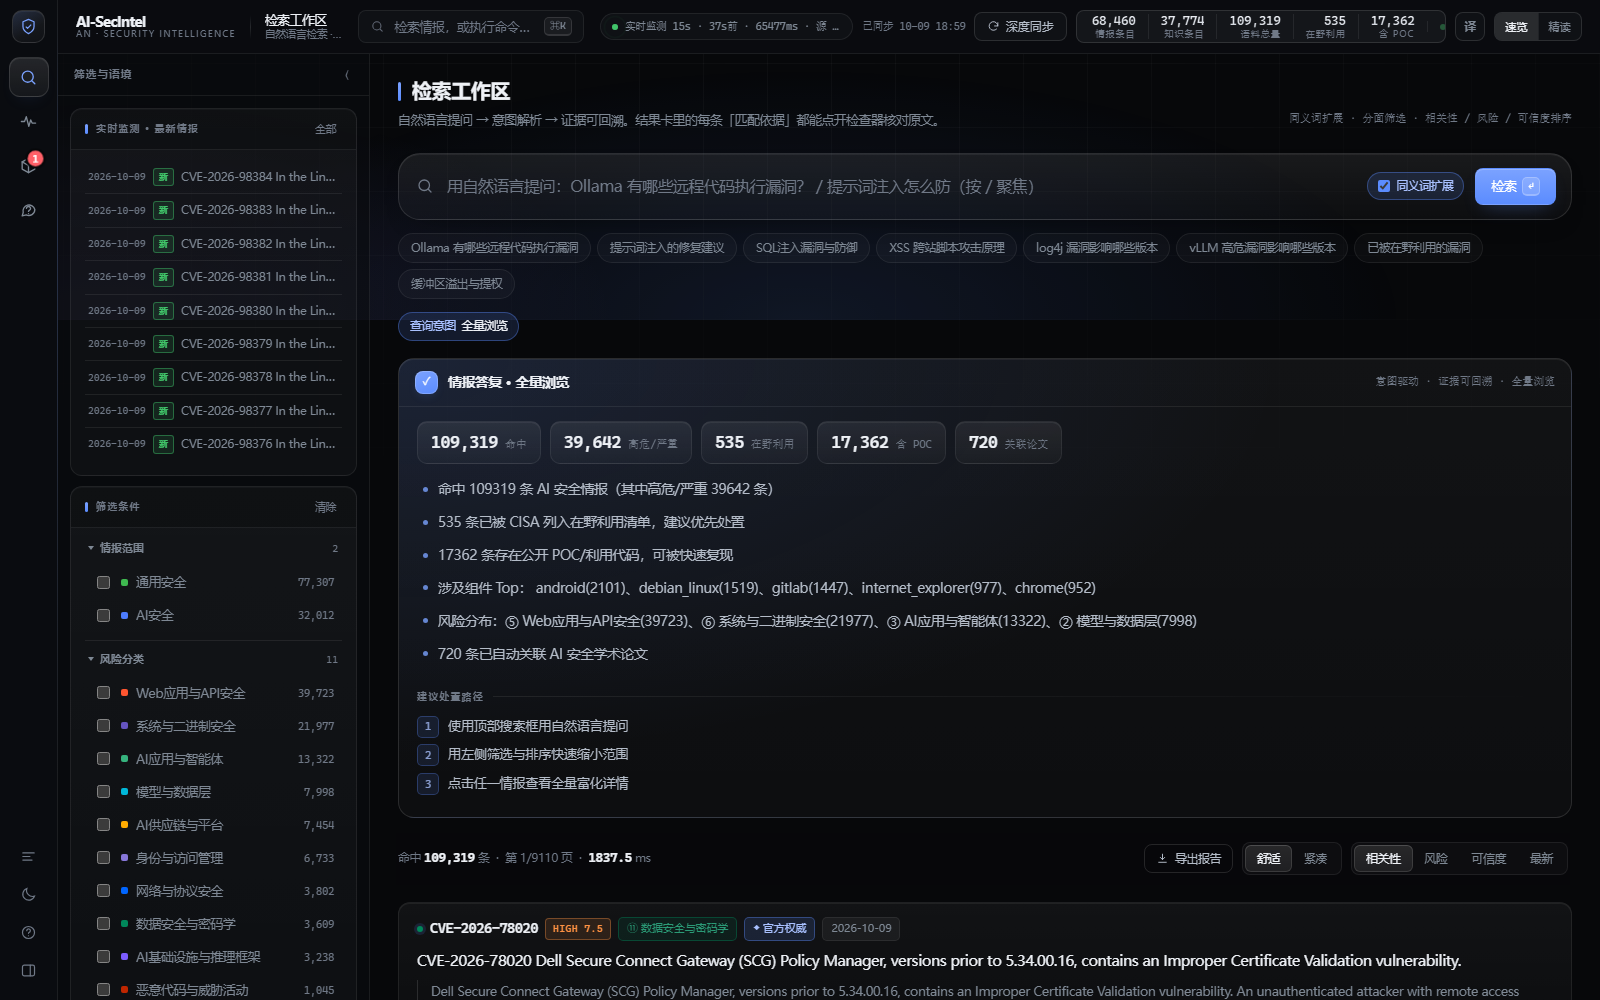 AI-SecIntel
AN · SECURITY INTELLIGENCE
检索工作区
自然语言检索 ·…
检索情报，或执行命令… ⌘K
实时监测 15s · 37s前 · 65477ms · 源 …
已同步 10-09 18:59
深度同步
68,460 情报条目
37,774 知识条目
109,319 语料总量
535 在野利用
17,362 含 POC
译
速览
精读
筛选与语境
实时监测 • 最新情报 全部
2026-10-09 新 CVE-2026-98384 In the Lin...
2026-10-09 新 CVE-2026-98383 In the Lin...
2026-10-09 新 CVE-2026-98382 In the Lin...
2026-10-09 新 CVE-2026-98381 In the Lin...
2026-10-09 新 CVE-2026-98380 In the Lin...
2026-10-09 新 CVE-2026-98379 In the Lin...
2026-10-09 新 CVE-2026-98378 In the Lin...
2026-10-09 新 CVE-2026-98377 In the Lin...
2026-10-09 新 CVE-2026-98376 In the Lin...
筛选条件 清除
情报范围 2
通用安全 77,307
AI安全 32,012
风险分类 11
Web应用与API安全 39,723
系统与二进制安全 21,977
AI应用与智能体 13,322
模型与数据层 7,998
AI供应链与平台 7,454
身份与访问管理 6,733
网络与协议安全 3,802
数据安全与密码学 3,609
AI基础设施与推理框架 3,238
恶意代码与威胁活动 1,045
1
检索工作区
自然语言提问 → 意图解析 → 证据可回溯。结果卡里的每条「匹配依据」都能点开检查器核对原文。
同义词扩展 · 分面筛选 · 相关性 / 风险 / 可信度排序
用自然语言提问：Ollama 有哪些远程代码执行漏洞？ / 提示词注入怎么防（按 / 聚焦）
同义词扩展
检索 ↵
Ollama 有哪些远程代码执行漏洞
提示词注入的修复建议
SQL注入漏洞与防御
XSS 跨站脚本攻击原理
log4j 漏洞影响哪些版本
vLLM 高危漏洞影响哪些版本
已被在野利用的漏洞
缓冲区溢出与提权
查询意图 全量浏览
✓ 情报答复 • 全量浏览
意图驱动 · 证据可回溯 · 全量浏览
109,319 命中
39,642 高危/严重
535 在野利用
17,362 含 POC
720 关联论文
• 命中 109319 条 AI 安全情报（其中高危/严重 39642 条）
• 535 条已被 CISA 列入在野利用清单，建议优先处置
• 17362 条存在公开 POC/利用代码，可被快速复现
• 涉及组件 Top： android(2101)、debian_linux(1519)、gitlab(1447)、internet_explorer(977)、chrome(952)
• 风险分布：⑤ Web应用与API安全(39723)、⑥ 系统与二进制安全(21977)、③ AI应用与智能体(13322)、② 模型与数据层(7998)
• 720 条已自动关联 AI 安全学术论文
建议处置路径
1 使用顶部搜索框用自然语言提问
2 用左侧筛选与排序快速缩小范围
3 点击任一情报查看全量富化详情
命中 109,319 条 · 第 1/9110 页 · 1837.5 ms
导出报告
舒适
紧凑
相关性
风险
可信度
最新
CVE-2026-78020 HIGH 7.5 ⑪ 数据安全与密码学 ✦ 官方权威 2026-10-09
CVE-2026-78020 Dell Secure Connect Gateway (SCG) Policy Manager, versions prior to 5.34.00.16, contains an Improper Certificate Validation vulnerability.
Dell Secure Connect Gateway (SCG) Policy Manager, versions prior to 5.34.00.16, contains an Improper Certificate Validation vulnerability. An unauthenticated attacker with remote access